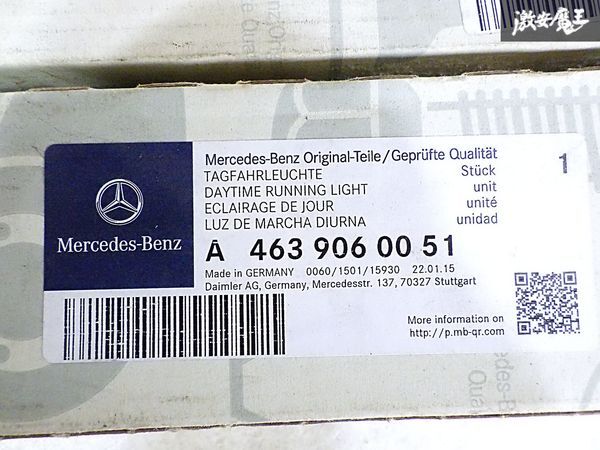 激安魔王
Mercedes-Benz
Mercedes-Benz Original-Teile/Geprüfte Qualität
TAGFAHRLEUCHTE Stück 1
DAYTIME RUNNING LIGHT unit
ECLAIRAGE DE JOUR unité
LUZ DE MARCHA DIURNA unidad
A 463 906 00 51
Made in GERMANY 0060/1501/15930 22.01.15
Daimler AG, Germany, Mercedesstr. 137, 70327 Stuttgart
More information on
http://p.mb-qr.com/